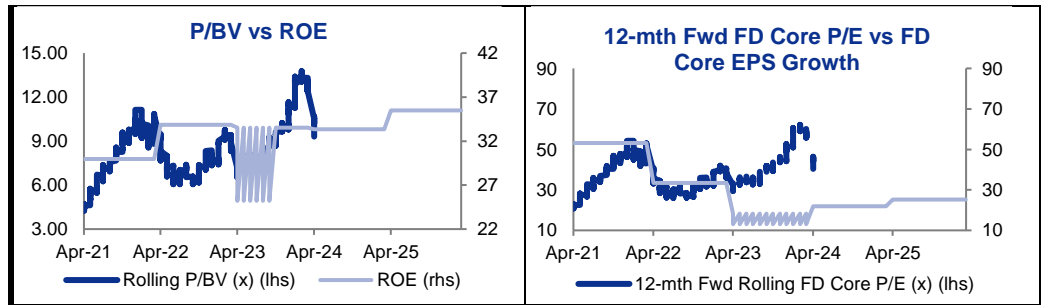 P/BV vs ROE
15.00
12.00
9.00
6.00
3.00
42
37
32
27
22
Apr-21 Apr-22 Apr-23 Apr-24 Apr-25
Rolling P/BV (x) (lhs) ROE (rhs)
12-mth Fwd FD Core P/E vs FD
Core EPS Growth
90
70
50
30
10
90
70
50
30
10
Apr-21 Apr-22 Apr-23 Apr-24 Apr-25
12-mth Fwd Rolling FD Core P/E (x) (lhs)